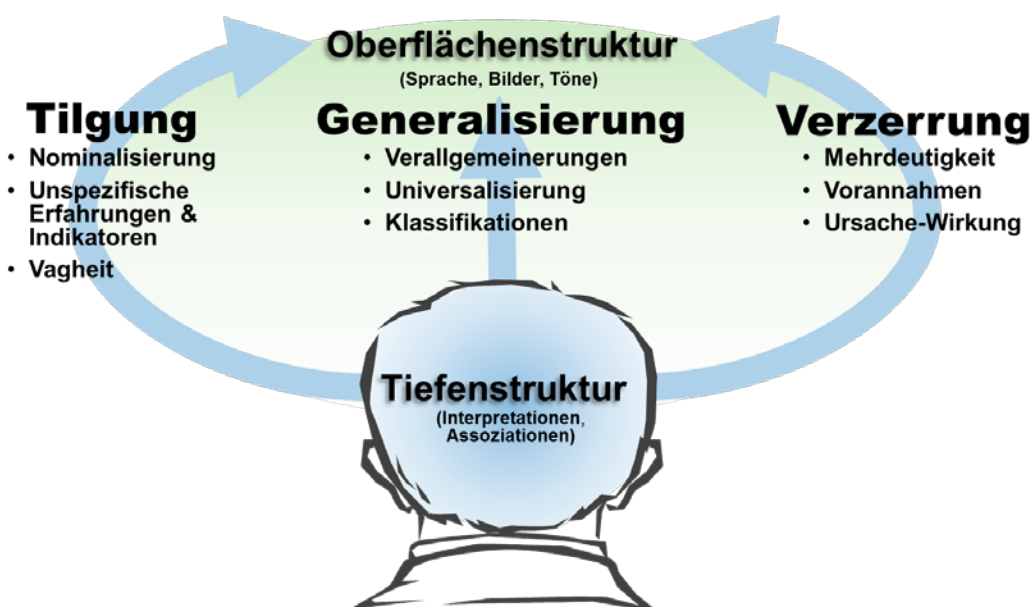 Oberflächenstruktur
(Sprache, Bilder, Töne)
Tilgung
• Nominalisierung
• Unspezifische
Erfahrungen &
Indikatoren
• Vagheit
Generalisierung
• Verallgemeinerungen
• Universalisierung
• Klassifikationen
Verzerrung
• Mehrdeutigkeit
• Vorannahmen
• Ursache-Wirkung
Tiefenstruktur
(Interpretationen,
Assoziationen)